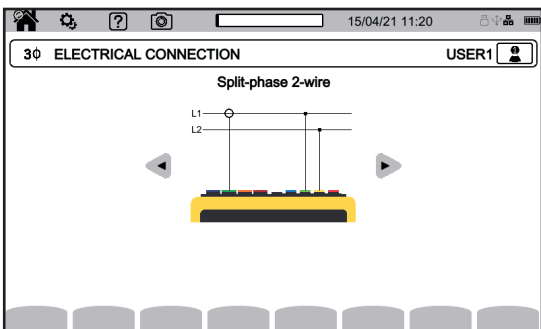 ? 15/04/21 11:20
3ϕ ELECTRICAL CONNECTION USER1
Split-phase 2-wire
L1
L2